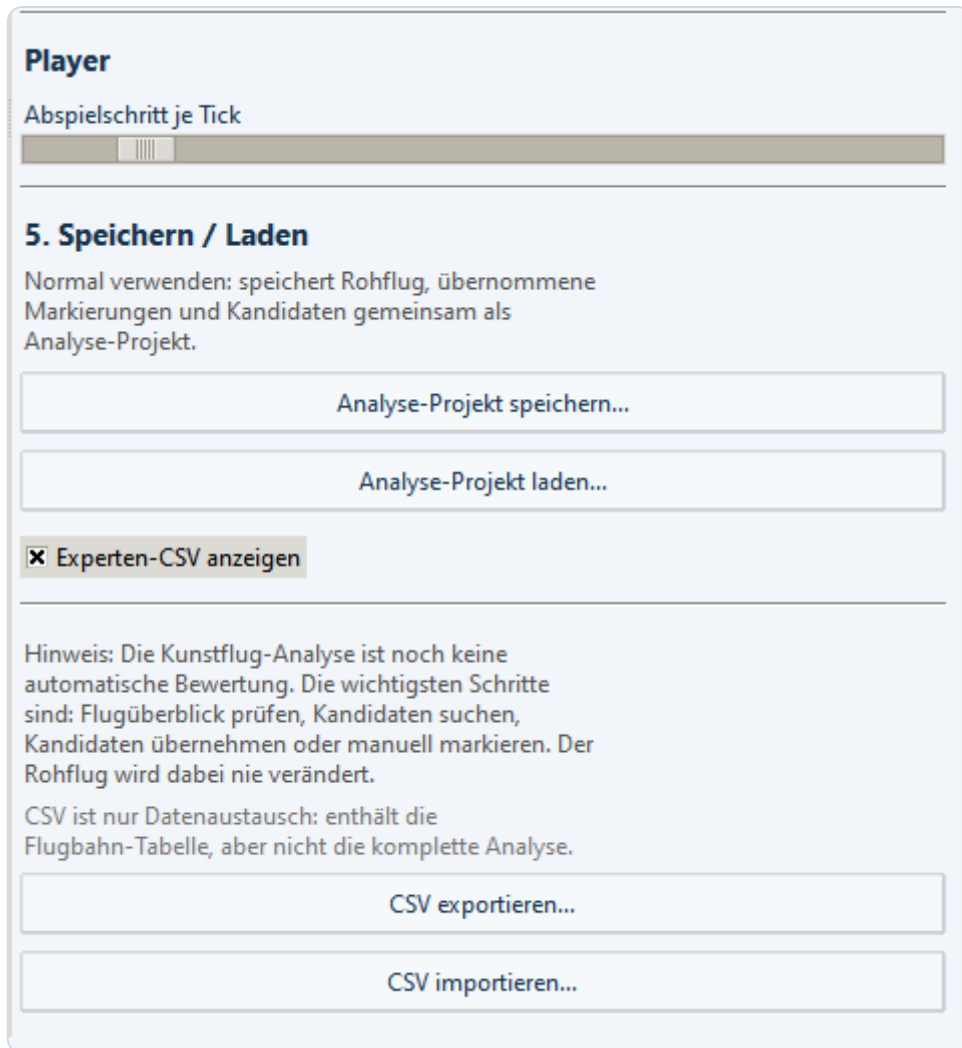 Player
Abspielschritt je Tick
5. Speichern / Laden
Normal verwenden: speichert Rohflug, übernommene
Markierungen und Kandidaten gemeinsam als
Analyse-Projekt.
Analyse-Projekt speichern...
Analyse-Projekt laden...
Experten-CSV anzeigen
Hinweis: Die Kunstflug-Analyse ist noch keine
automatische Bewertung. Die wichtigsten Schritte
sind: Flugüberblick prüfen, Kandidaten suchen,
Kandidaten übernehmen oder manuell markieren. Der
Rohflug wird dabei nie verändert.
CSV ist nur Datenaustausch: enthält die
Flugbahn-Tabelle, aber nicht die komplette Analyse.
CSV exportieren...
CSV importieren...